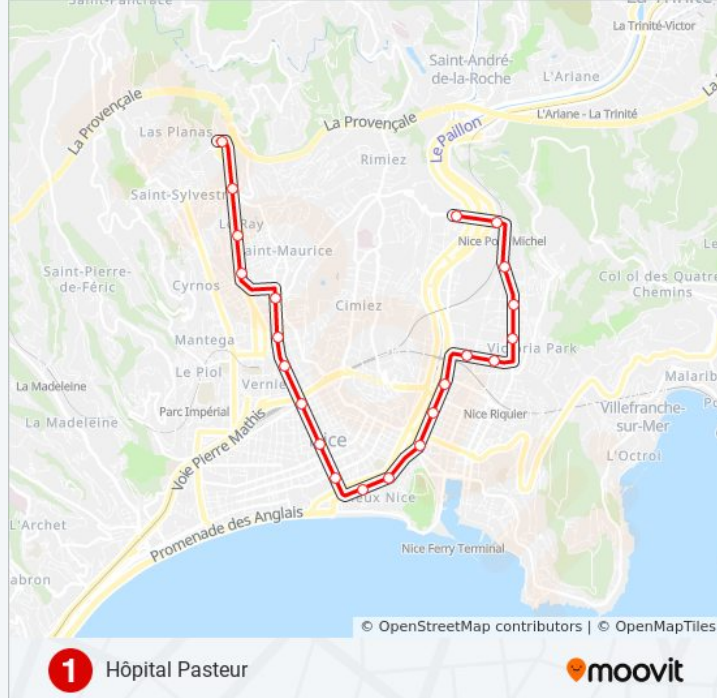 Saint-Pancrace
La Trinité
La Trinité-Victor
Saint-André-
de-la-Roche
L'Ariane
La Provençale
L'Ariane - La Trinité
La Provençale
Le Paillon
Las Planas
Rimiez
Saint-Sylvestr
Le Ray
Saint-Maurice
Nice Po Michel
Saint-Pierre-
de-Féric
Cyrnos
Cimiez
Col ol des Quatre
Chemins
Mantega
Victoria Park
La Madeleine
Le Piol
Vernie
Malarib
Parc Impérial
Nice Riquier
Villefranche-
sur-Mer
La Madeleine
Voie Pierre Mathis
Nice
L'Octroi
Vieux Nice
L'Archet
Promenade des Anglais
Nice Ferry Terminal
abron
© OpenStreetMap contributors | © OpenMapTiles
1 Hôpital Pasteur
moovit